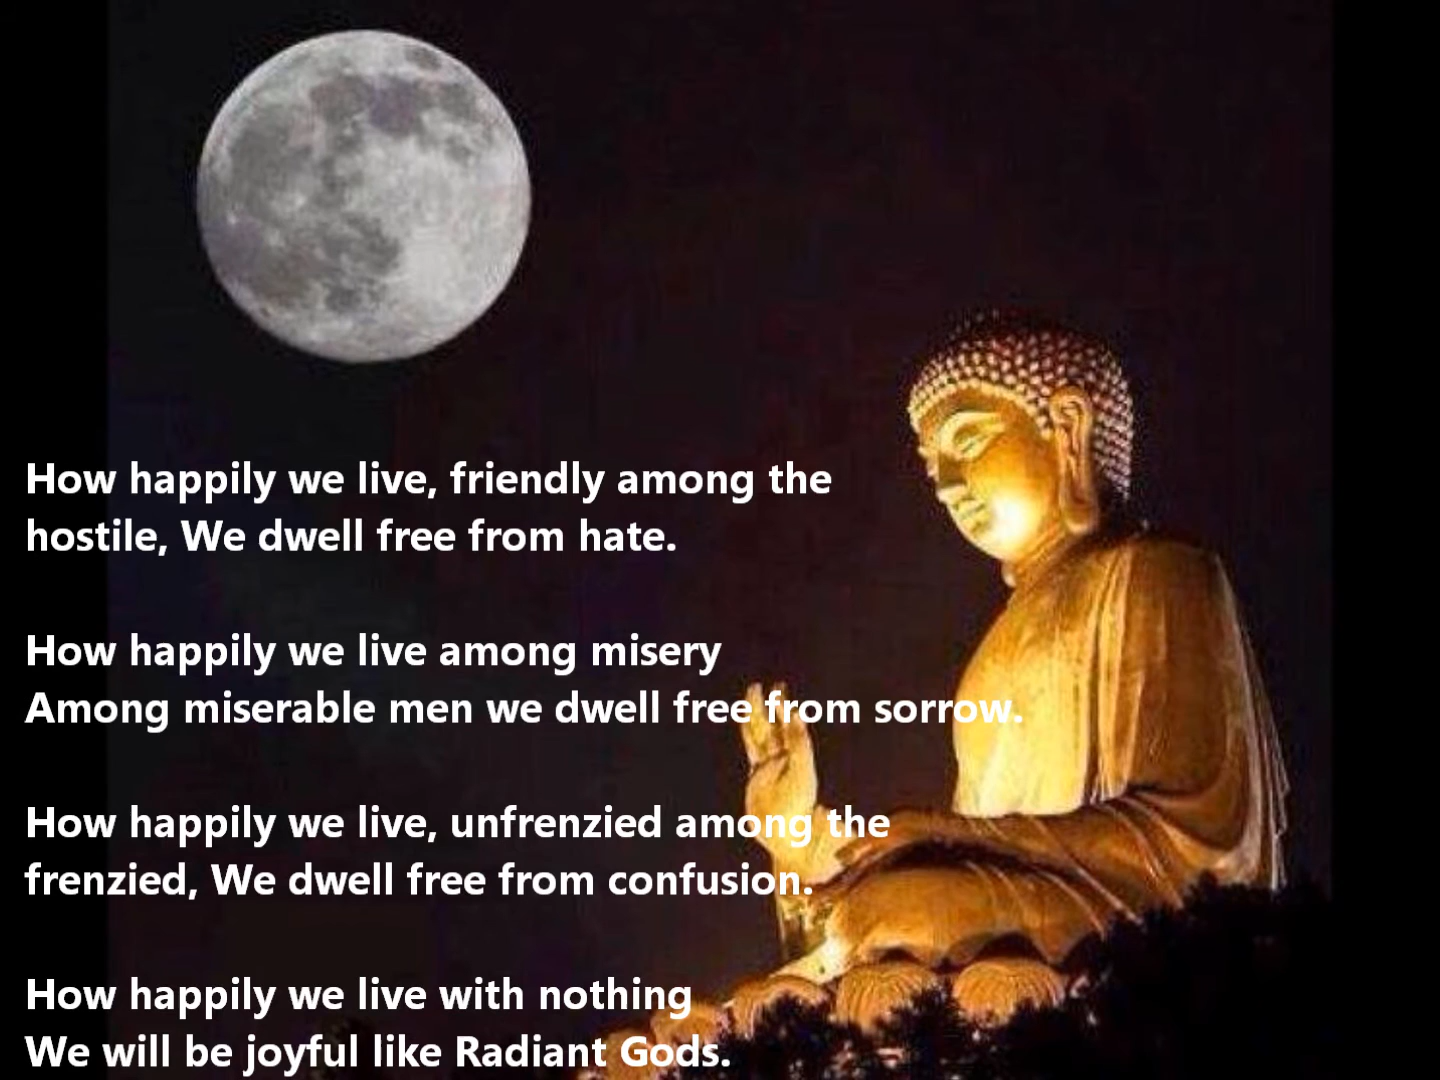 How happily we live, friendly among the
hostile, We dwell free from hate.
How happily we live among misery
Among miserable men we dwell free from sorrow.
How happily we live, unfrenzied among the
frenzied, We dwell free from confusion.
How happily we live with nothing
We will be joyful like Radiant Gods.